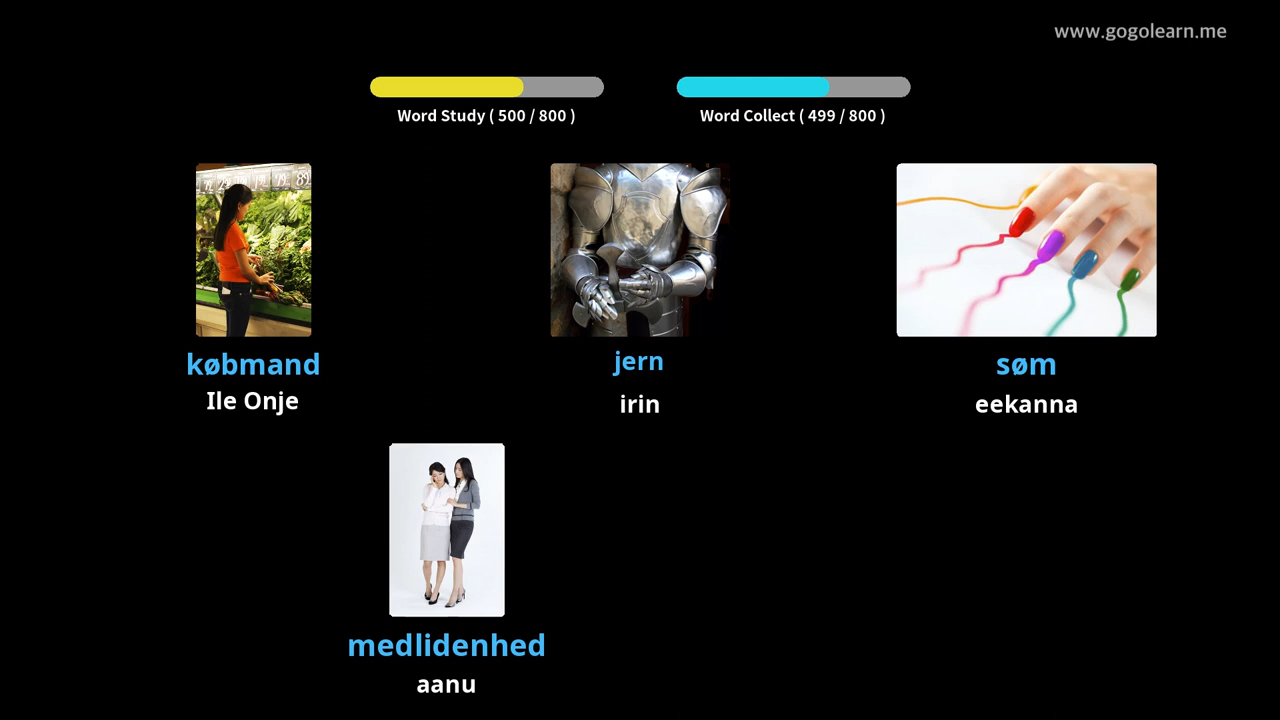 www.gogolearn.me
Word Study ( 500 / 800 )
Word Collect ( 499 / 800 )
købmand
Ile Onje
jern
irin
søm
eekanna
medlidenhed
aanu